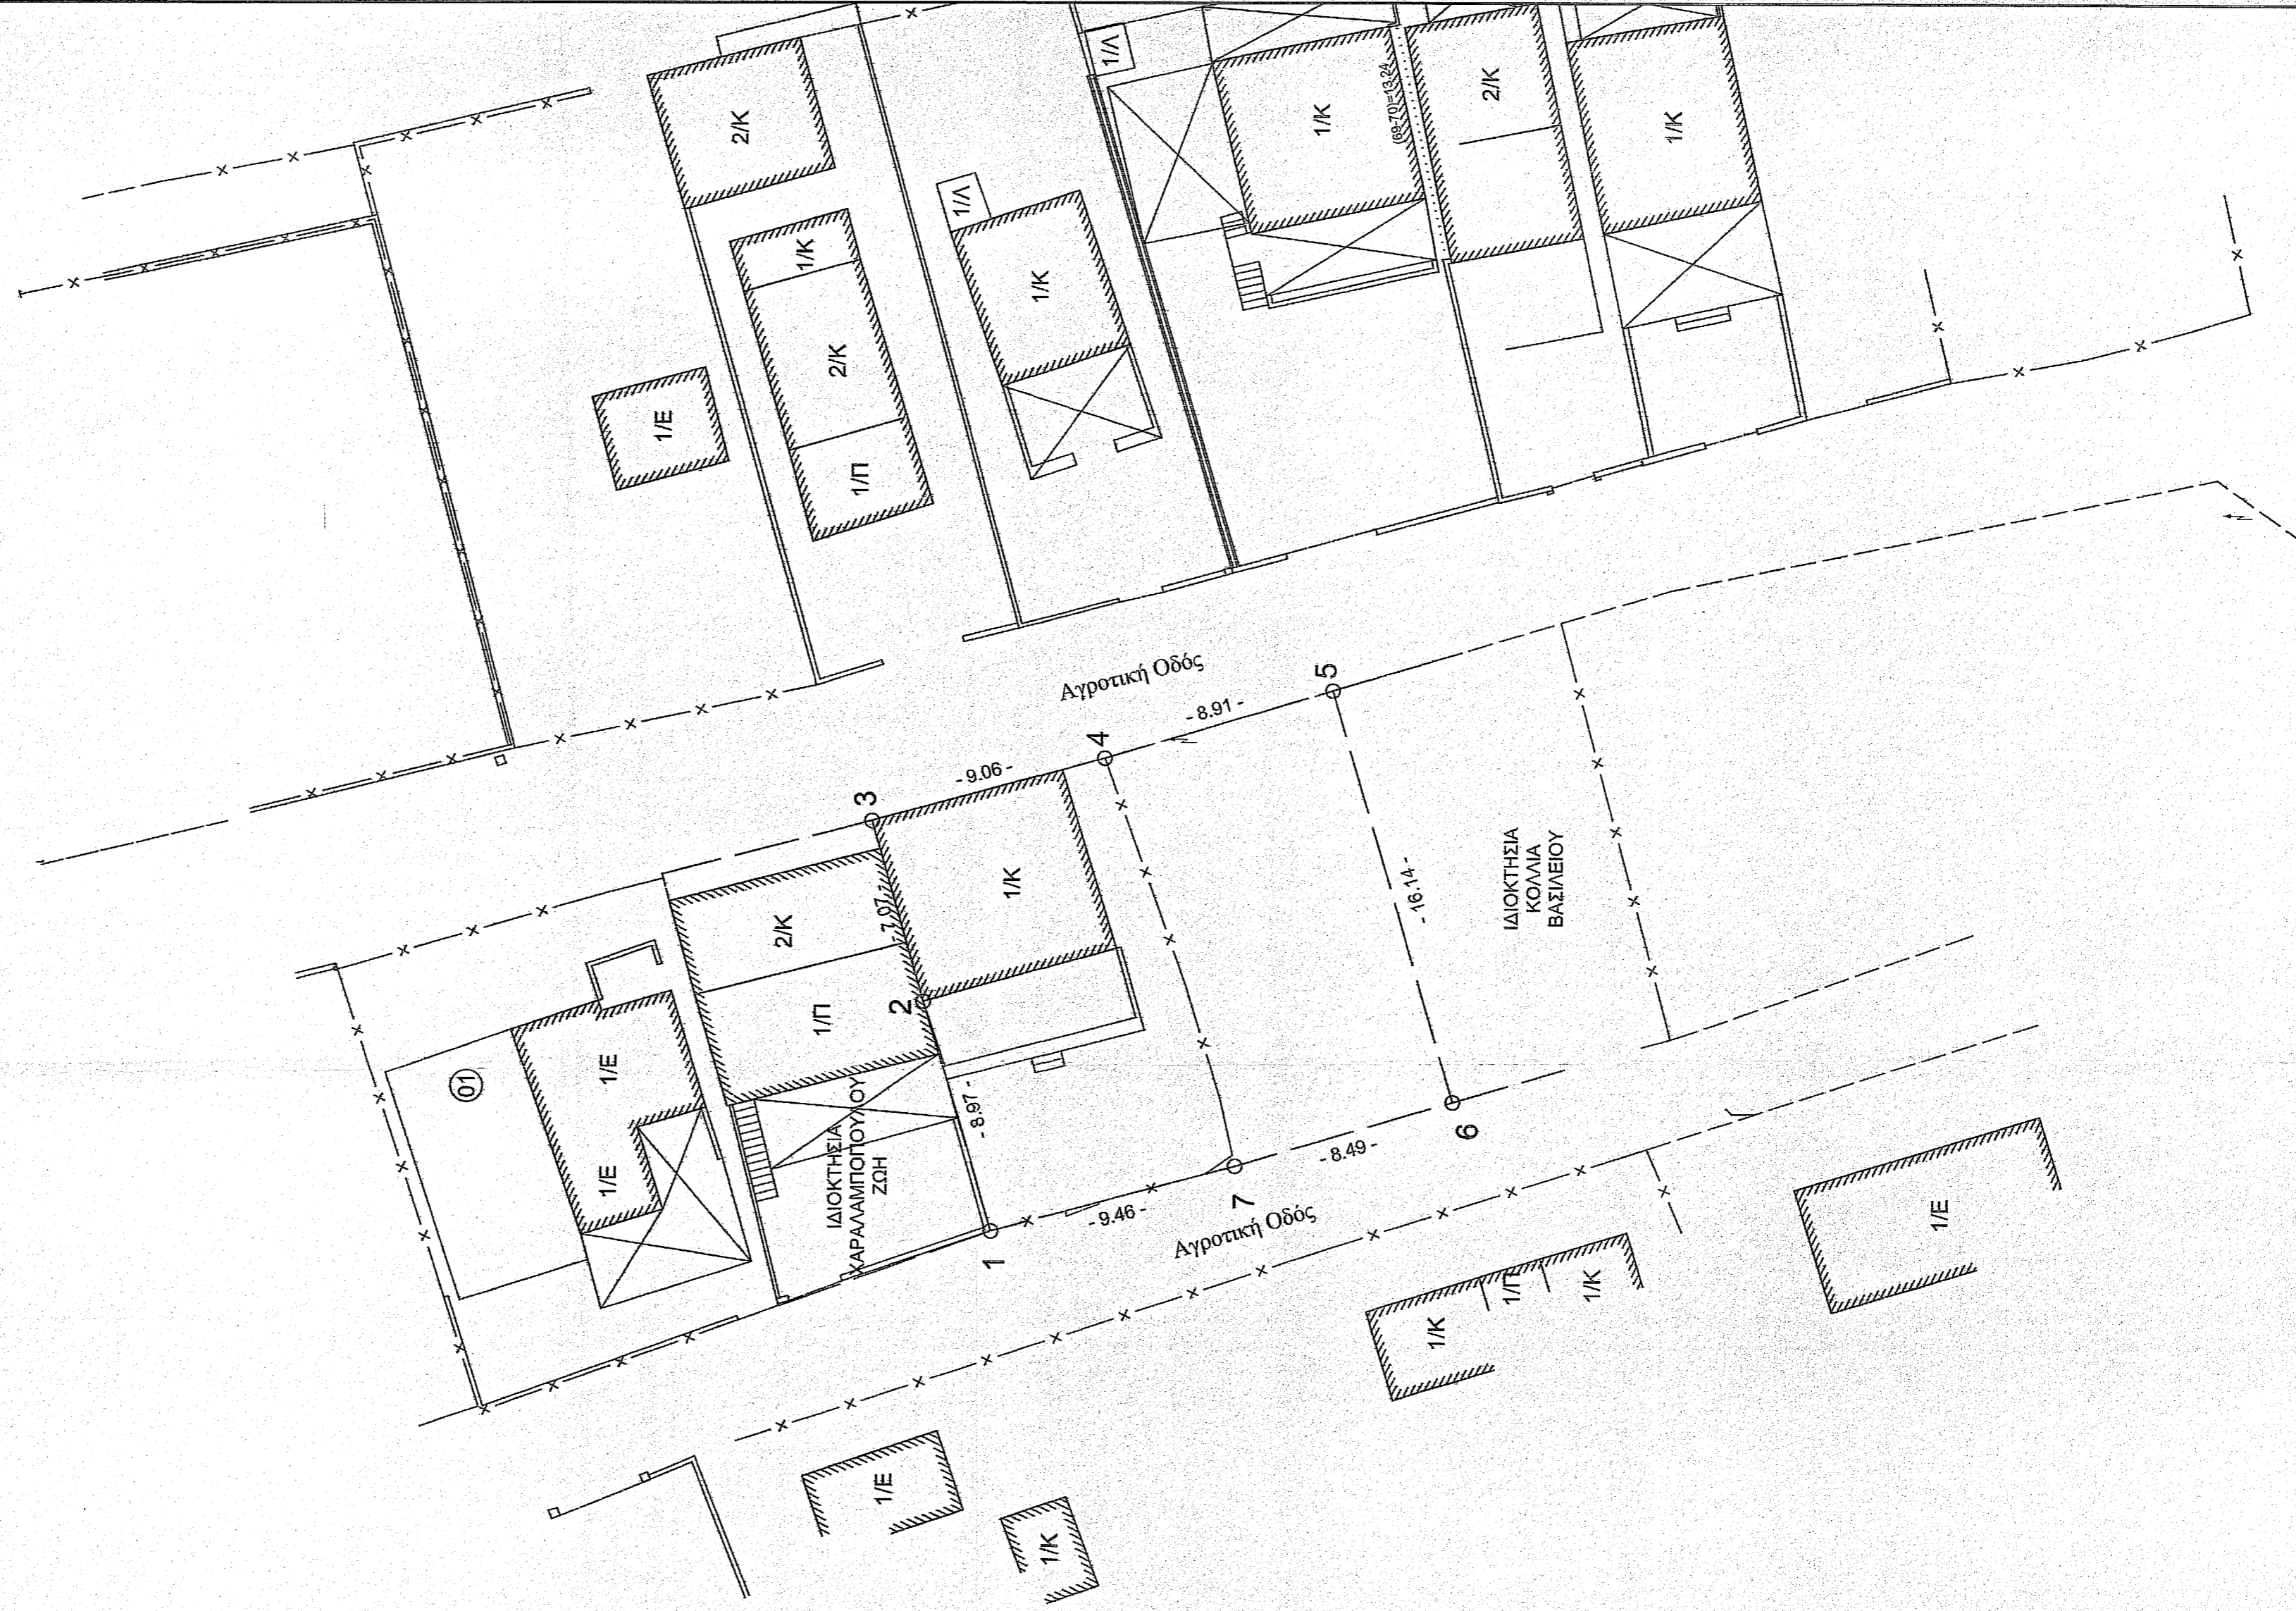 2/Κ
1/Λ
1/Κ
(69-70)=13.24
2/Κ
1/Κ
1/Λ
1/Κ
1/Κ
2/Κ
1/Π
1/Ε
Αγροτική Οδός
5
- 8.91 -
4
- 9.06 -
3
2/Κ
7.07
1/Κ
- 16.14 -
ΙΔΙΟΚΤΗΣΙΑ
ΚΟΛΛΙΑ
ΒΑΣΙΛΕΙΟΥ
2
1/Π
01
1/Ε
1/Ε
ΙΔΙΟΚΤΗΣΙΑ
ΧΑΡΑΛΑΜΠΟΠΟΥΛΟΥ
ΖΩΗ
- 8.97 -
6
- 8.49 -
7
- 9.46 -
1
Αγροτική Οδός
1/Ε
1/Κ
1/Π
1/Κ
1/Ε
1/Κ